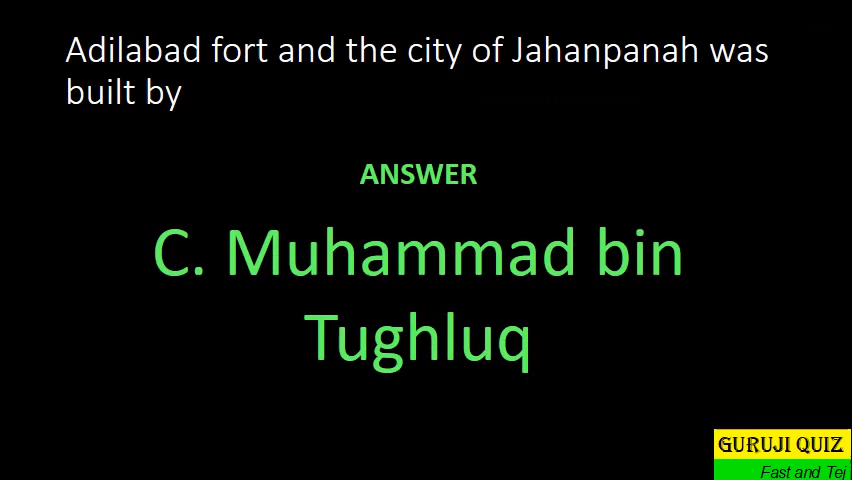 Adilabad fort and the city of Jahanpanah was
built by
ANSWER
C. Muhammad bin
Tughluq
GURUJI QUIZ
Fast and Tej